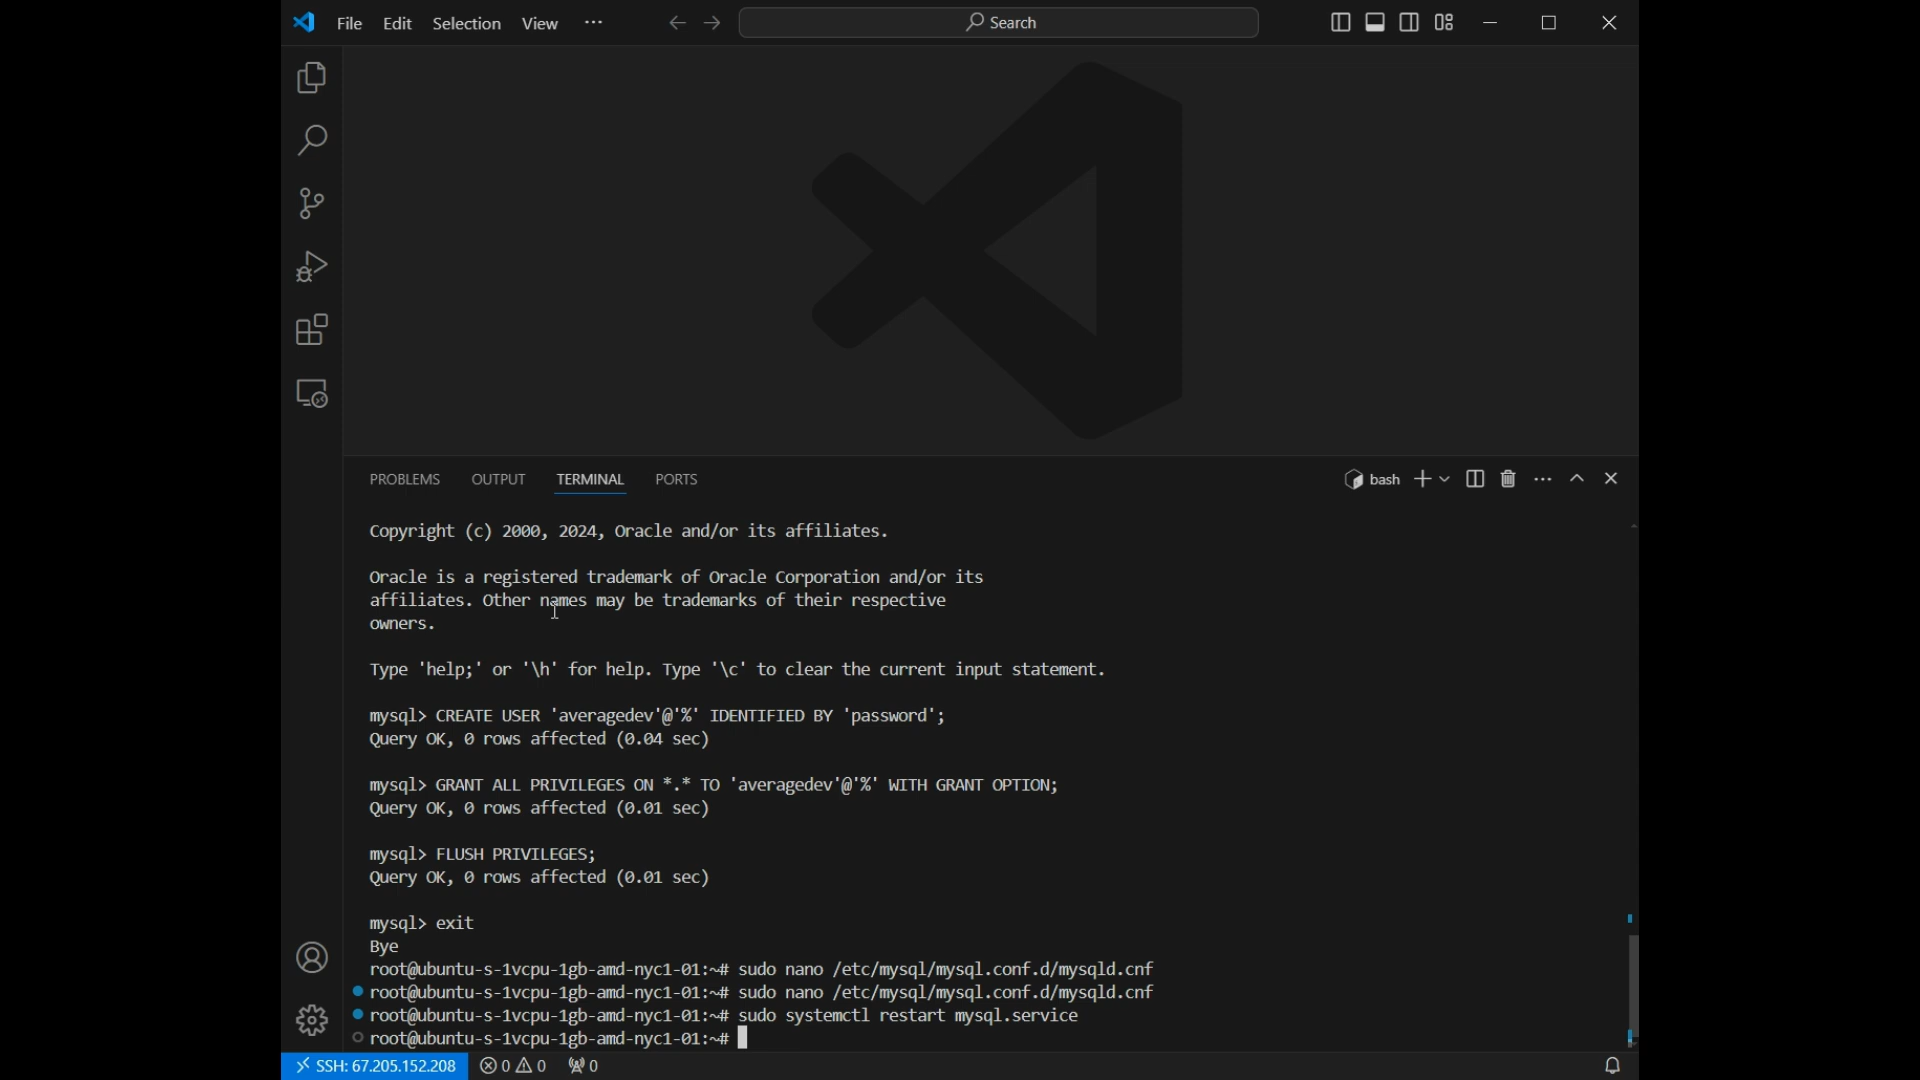 File Edit Selection View ··· Search
PROBLEMS OUTPUT TERMINAL PORTS bash
Copyright (c) 2000, 2024, Oracle and/or its affiliates.
Oracle is a registered trademark of Oracle Corporation and/or its
affiliates. Other names may be trademarks of their respective
owners.
Type 'help;' or '\h' for help. Type '\c' to clear the current input statement.
mysql> CREATE USER 'averagedev'@'%' IDENTIFIED BY 'password';
Query OK, 0 rows affected (0.04 sec)
mysql> GRANT ALL PRIVILEGES ON *.* TO 'averagedev'@'%' WITH GRANT OPTION;
Query OK, 0 rows affected (0.01 sec)
mysql> FLUSH PRIVILEGES;
Query OK, 0 rows affected (0.01 sec)
mysql> exit
Bye
root@ubuntu-s-1vcpu-1gb-amd-nyc1-01:~# sudo nano /etc/mysql/mysql.conf.d/mysqld.cnf
root@ubuntu-s-1vcpu-1gb-amd-nyc1-01:~# sudo nano /etc/mysql/mysql.conf.d/mysqld.cnf
root@ubuntu-s-1vcpu-1gb-amd-nyc1-01:~# sudo systemctl restart mysql.service
root@ubuntu-s-1vcpu-1gb-amd-nyc1-01:~#
SSH: 67.205.152.208 0 0 0